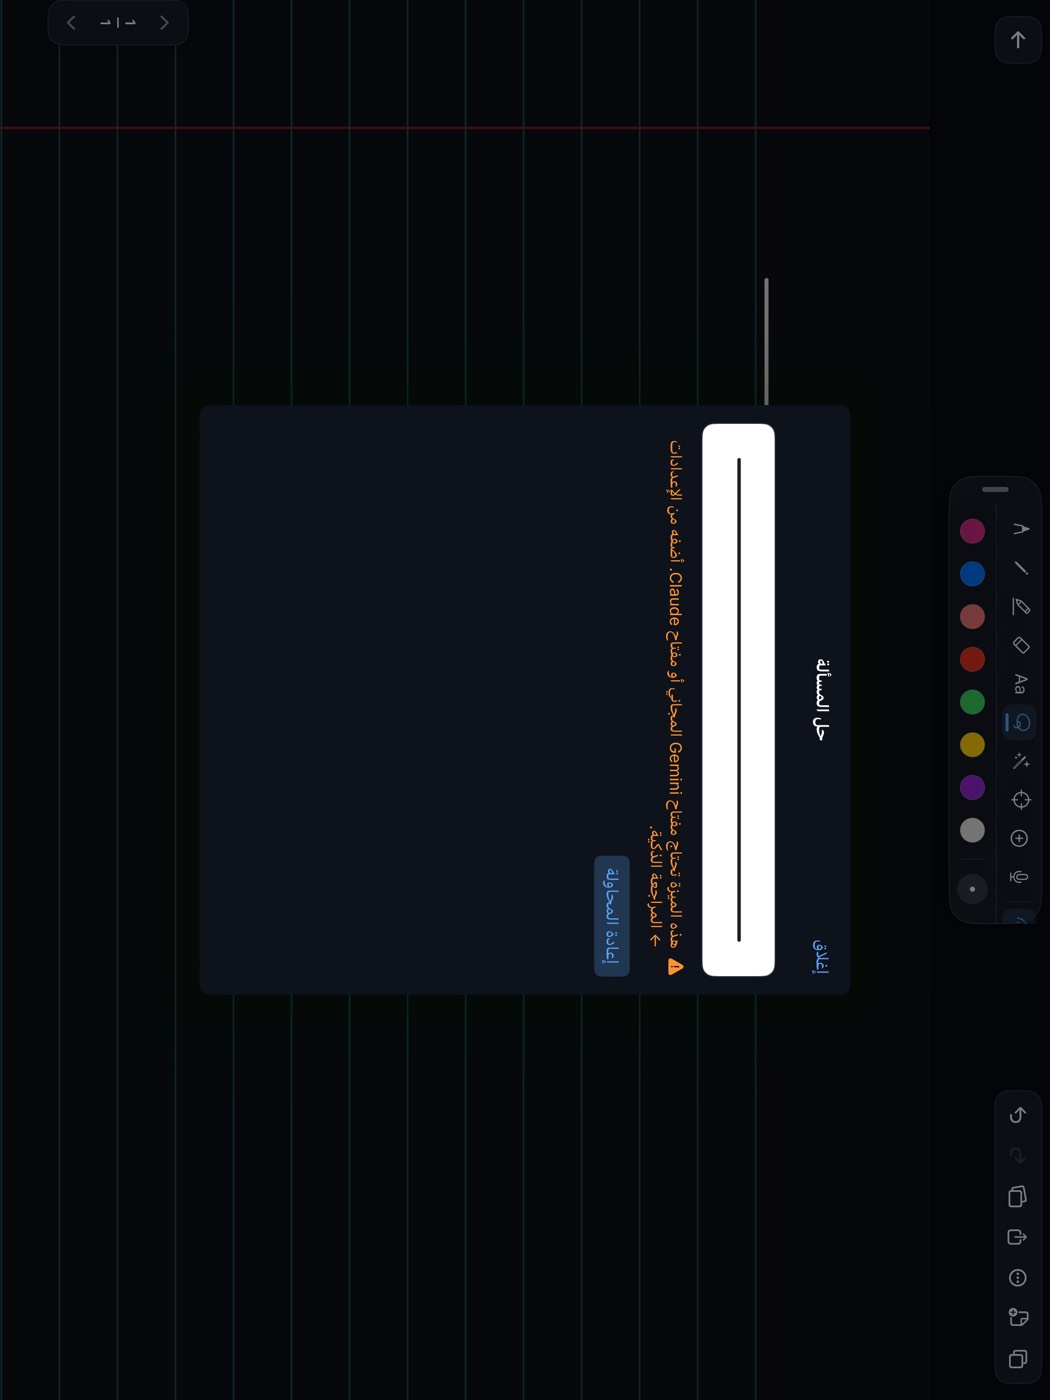 Aa
حل المسألة
إغلاق
هذه الميزة تحتاج مفتاح Gemini المجاني أو مفتاح Claude. أضفه من الإعدادات
← المراجعة الذكية.
إعادة المحاولة
1
1